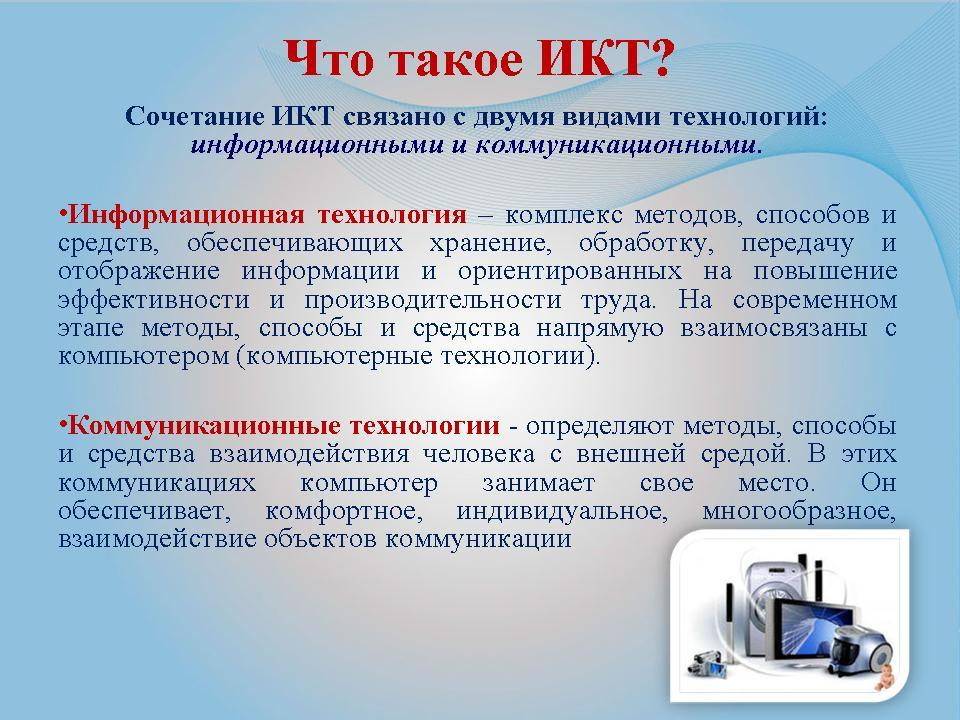 Что такое ИКТ?
Сочетание ИКТ связано с двумя видами технологий:
информационными и коммуникационными.
•Информационная технология – комплекс методов, способов и
средств, обеспечивающих хранение, обработку, передачу и
отображение информации и ориентированных на повышение
эффективности и производительности труда. На современном
этапе методы, способы и средства напрямую взаимосвязаны с
компьютером (компьютерные технологии).
•Коммуникационные технологии - определяют методы, способы
и средства взаимодействия человека с внешней средой. В этих
коммуникациях компьютер занимает свое место. Он
обеспечивает, комфортное, индивидуальное, многообразное,
взаимодействие объектов коммуникации